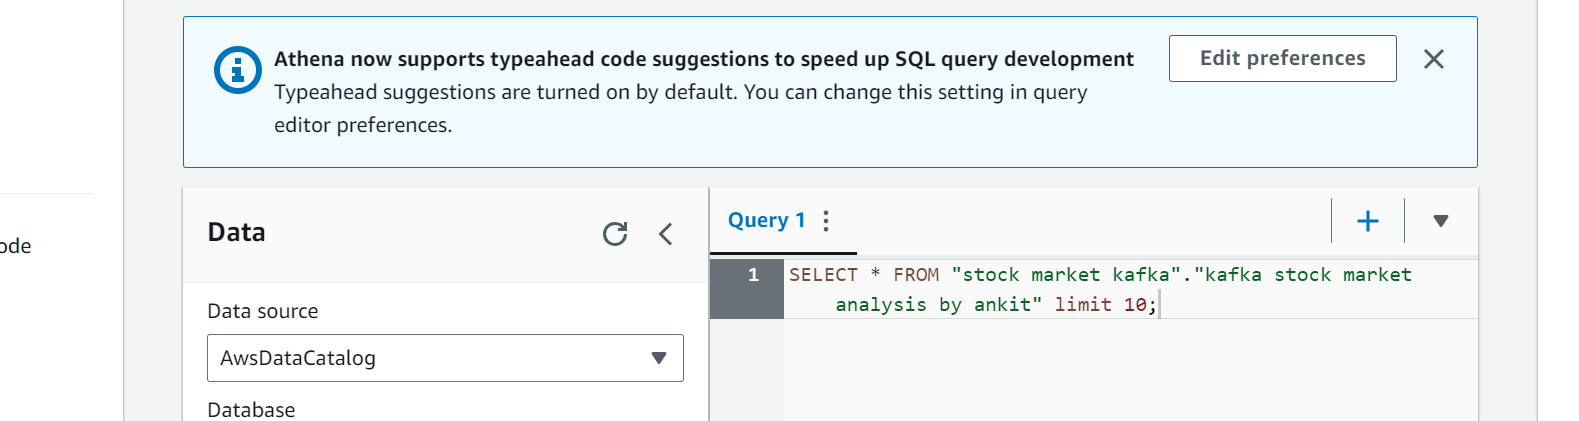 Athena now supports typeahead code suggestions to speed up SQL query development
Typeahead suggestions are turned on by default. You can change this setting in query
editor preferences.
Edit preferences
ode
Data
Data source
AwsDataCatalog
Database
Query 1
1
SELECT * FROM "stock market kafka"."kafka stock market
analysis by ankit" limit 10;